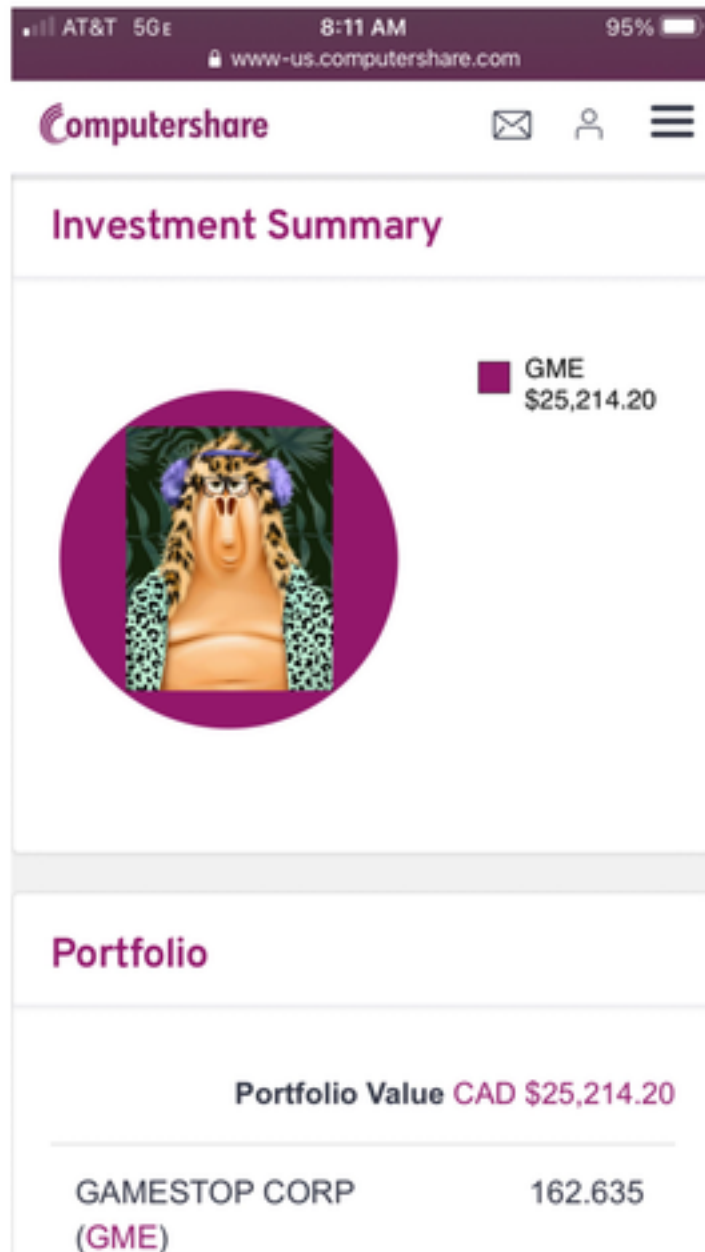 AT&T 5GE 8:11 AM 95%
www-us.computershare.com
Computershare
Investment Summary
GME
$25,214.20
Portfolio
Portfolio Value CAD $25,214.20
GAMESTOP CORP 162.635
(GME)